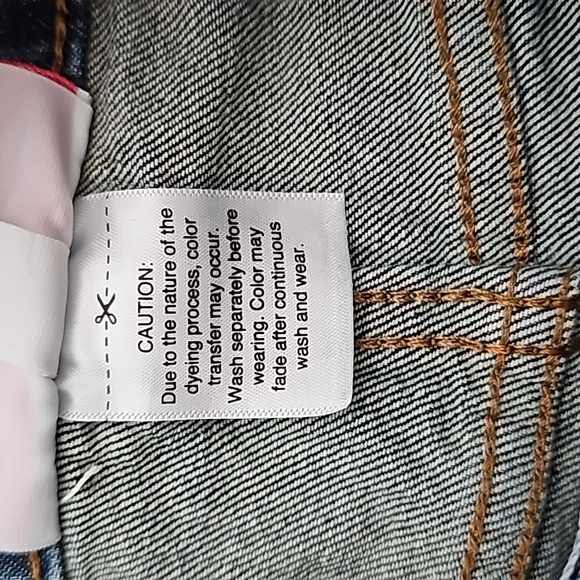 CAUTION:
Due to the nature of the
dyeing process, color
transfer may occur.
Wash separately before
wearing. Color may
fade after continuous
wash and wear.